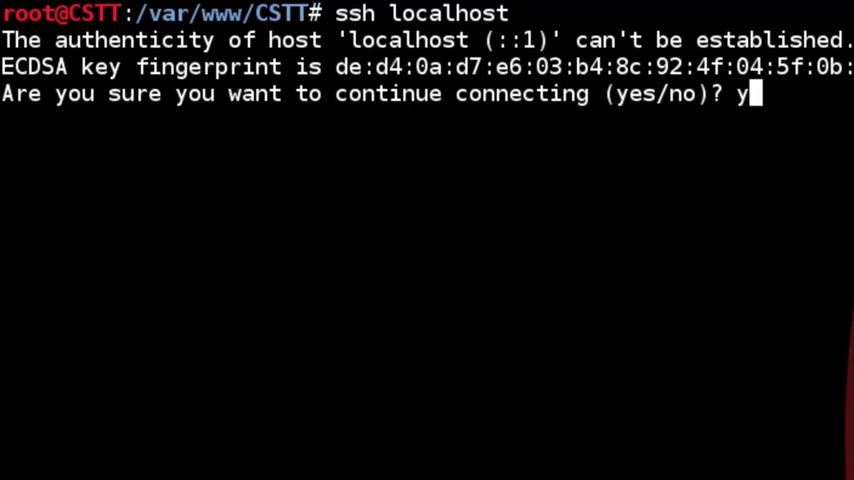 root@CSTT:/var/www/CSTT# ssh localhost
The authenticity of host 'localhost (::1)' can't be established.
ECDSA key fingerprint is de:d4:0a:d7:e6:03:b4:8c:92:4f:04:5f:0b:
Are you sure you want to continue connecting (yes/no)? y